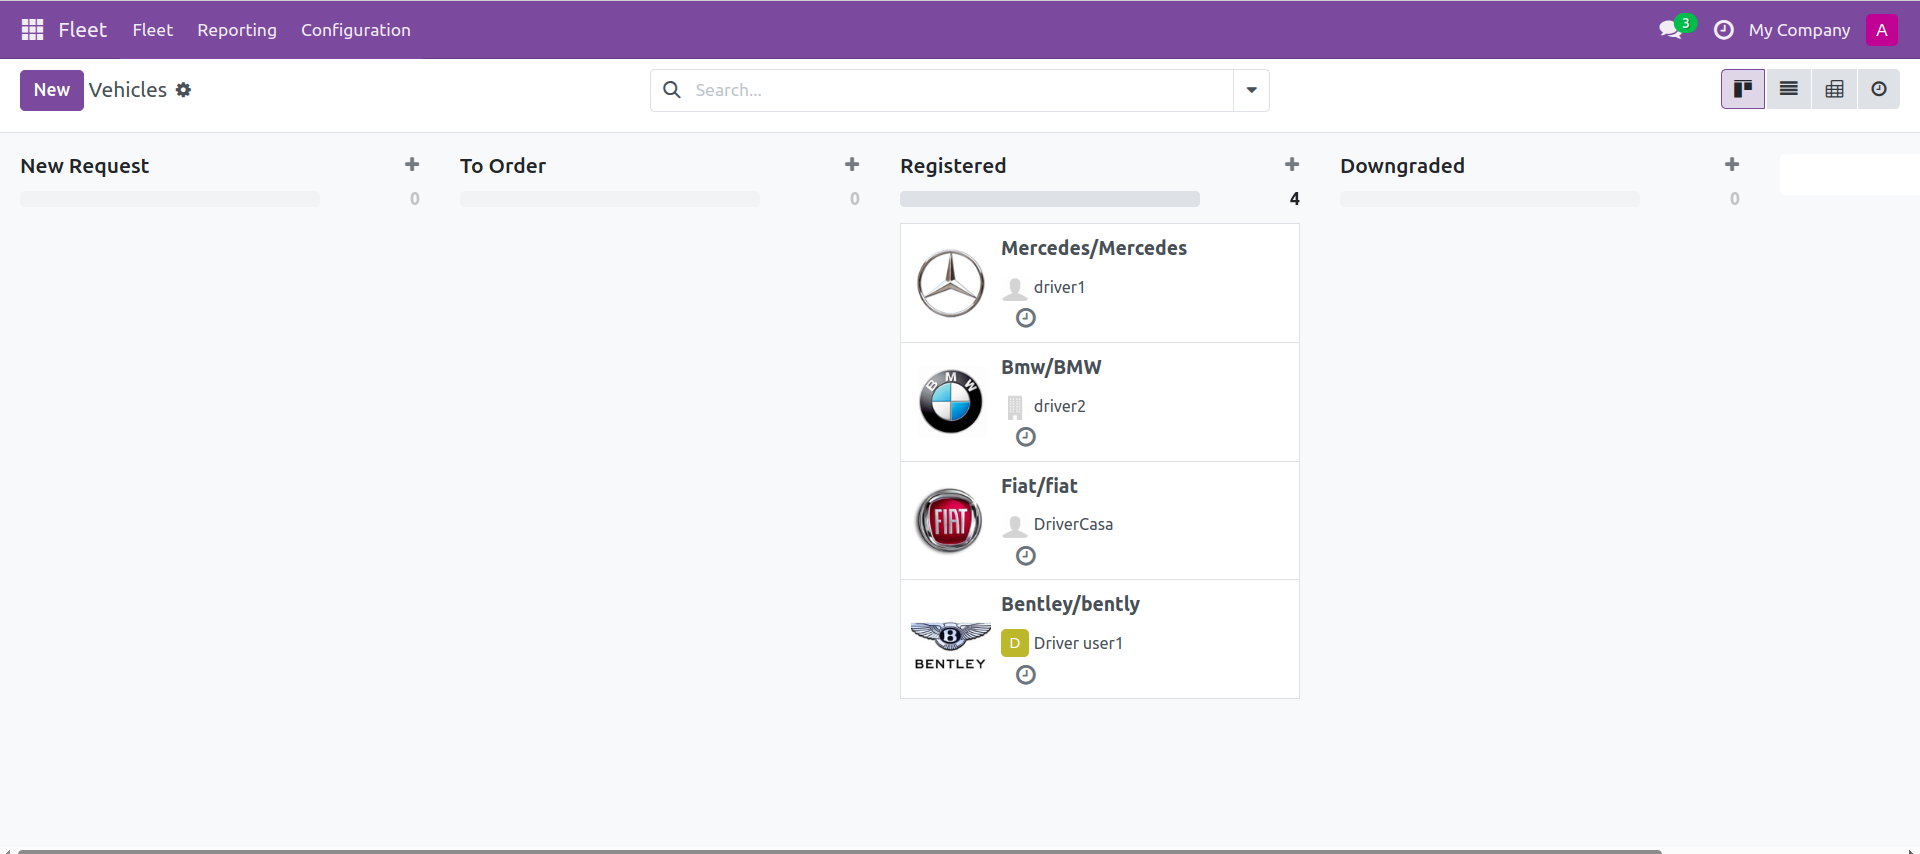 Fleet Fleet Reporting Configuration 3 My Company A
New Vehicles Search...
New Request
0
To Order
0
Registered
4
Mercedes/Mercedes
driver1
BMW
Bmw/BMW
driver2
FIAT
Fiat/fiat
DriverCasa
B
BENTLEY
Bentley/bently
D Driver user1
Downgraded
0